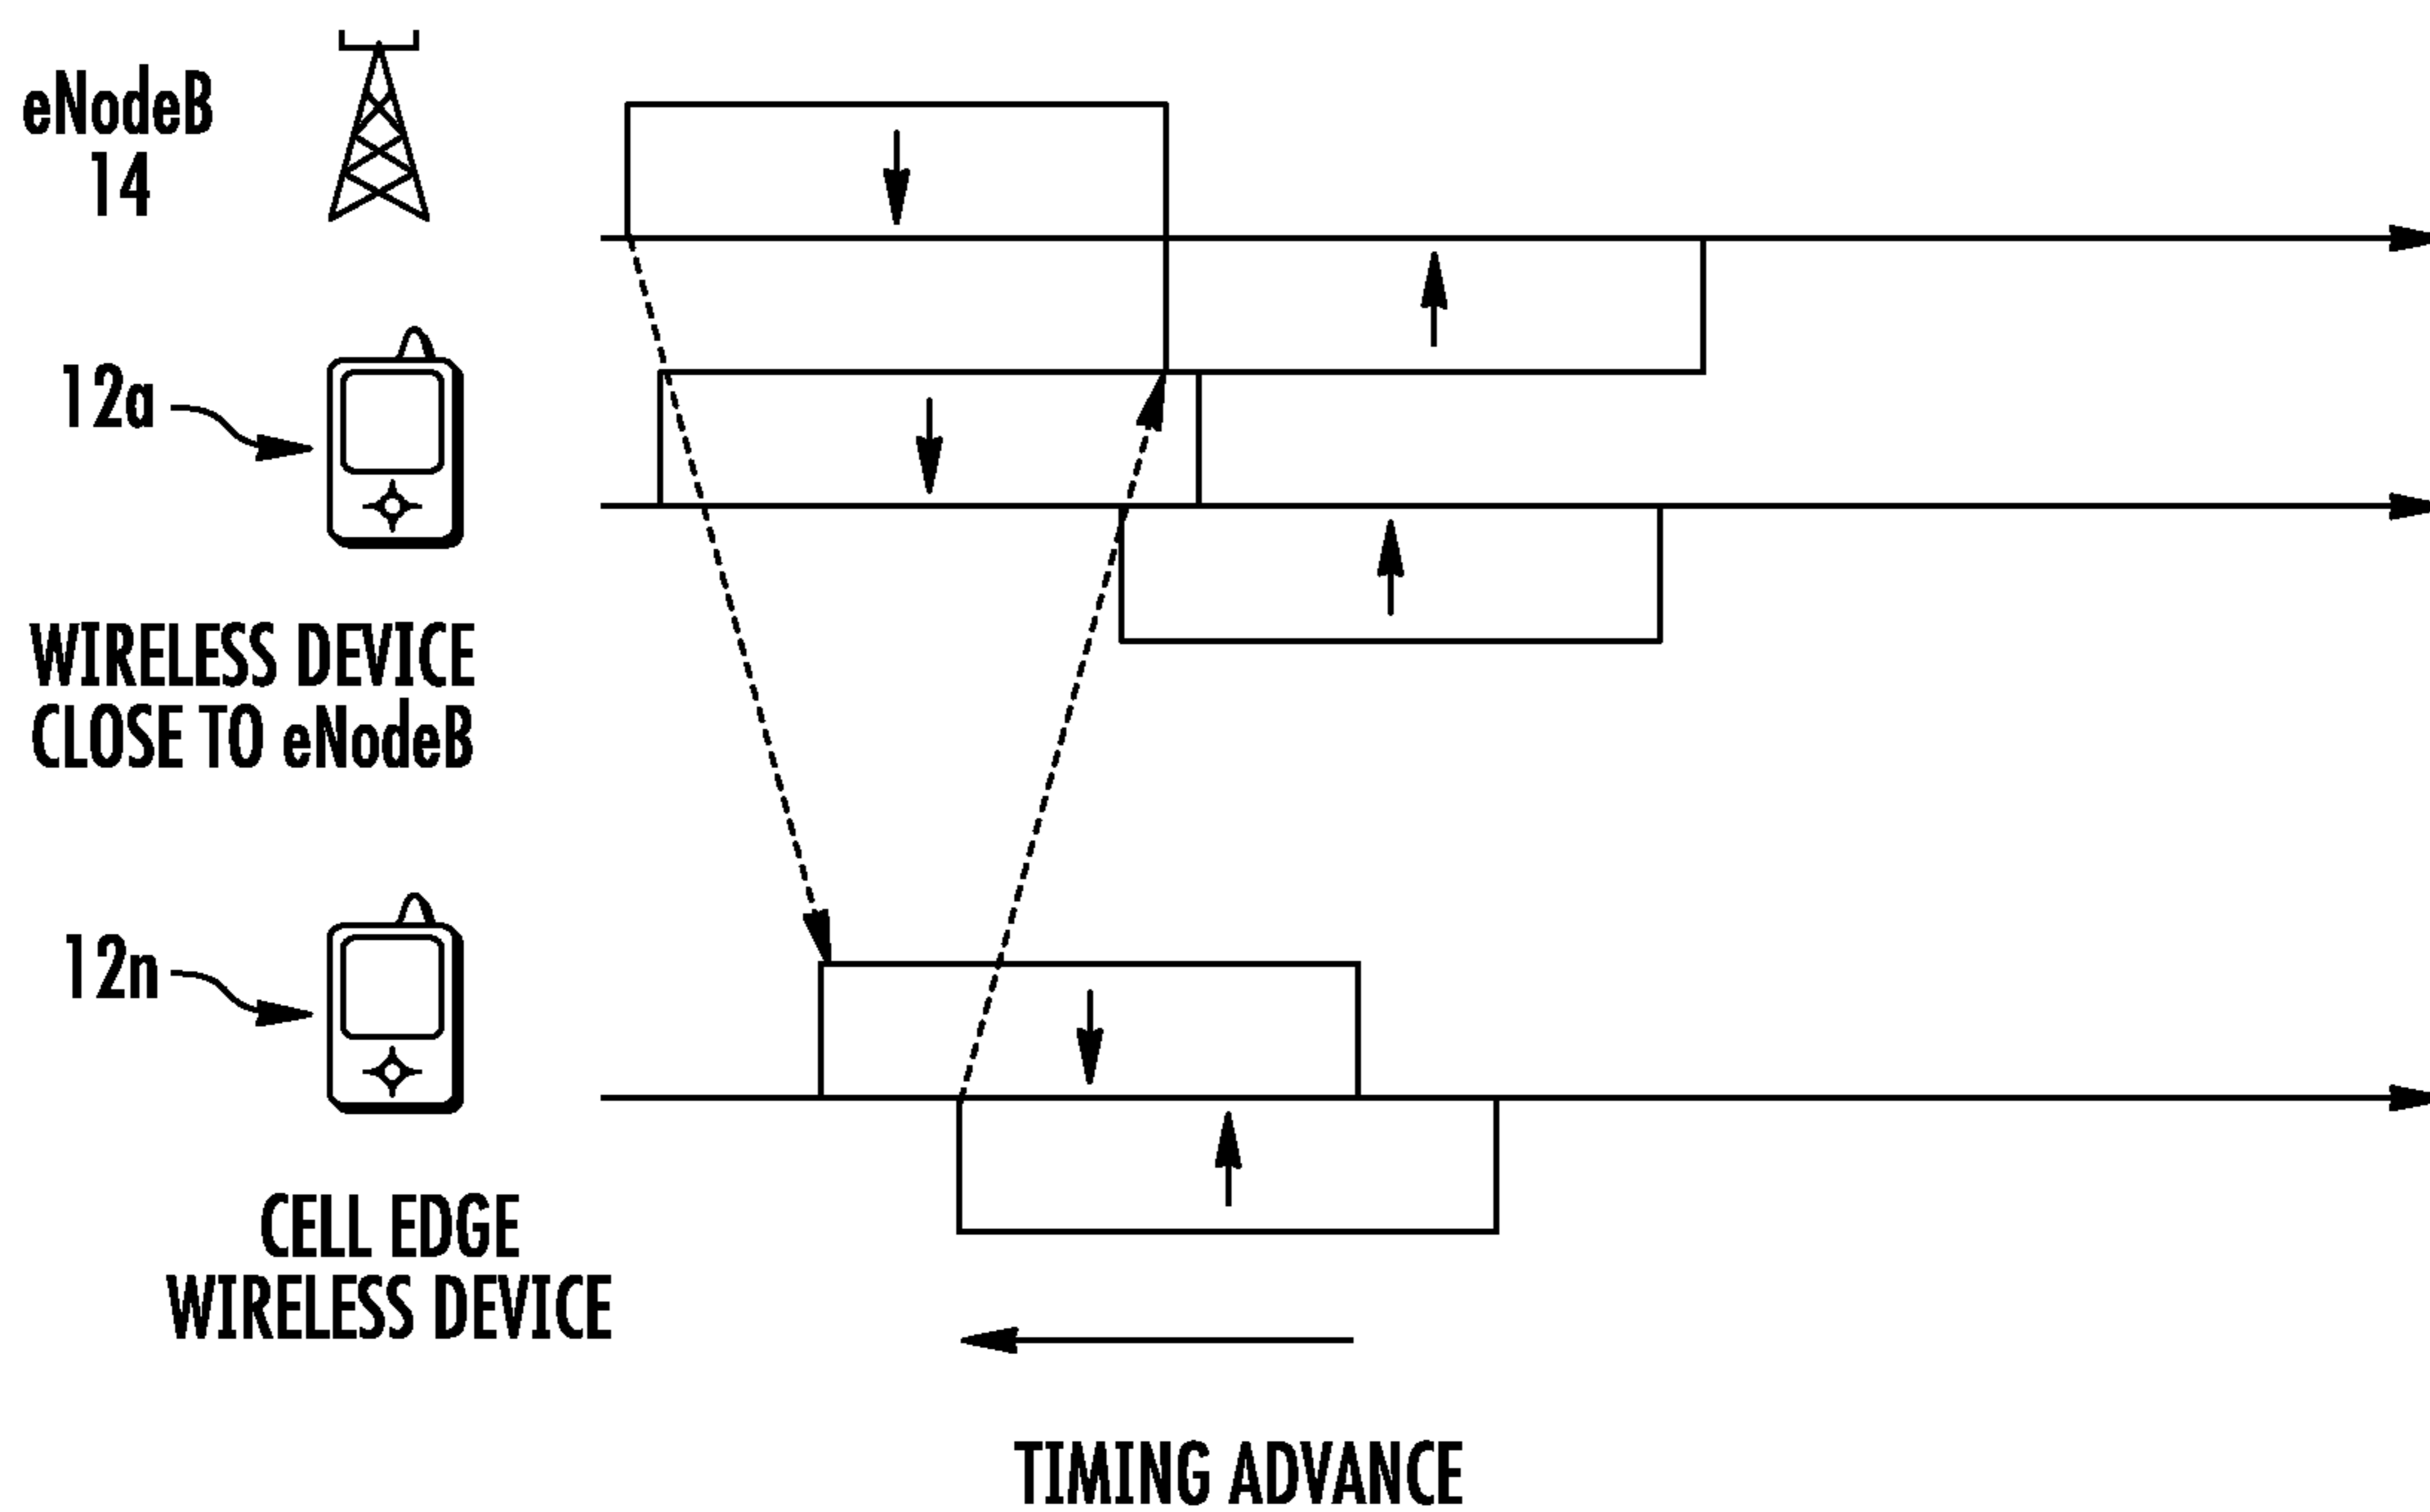 eNodeB
14
12a
WIRELESS DEVICE
CLOSE TO eNodeB
12n
CELL EDGE
WIRELESS DEVICE
TIMING ADVANCE